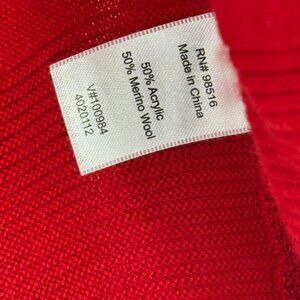 RN# 98516
Made in China
50% Acrylic
50% Merino Wool
V#100984
4020112